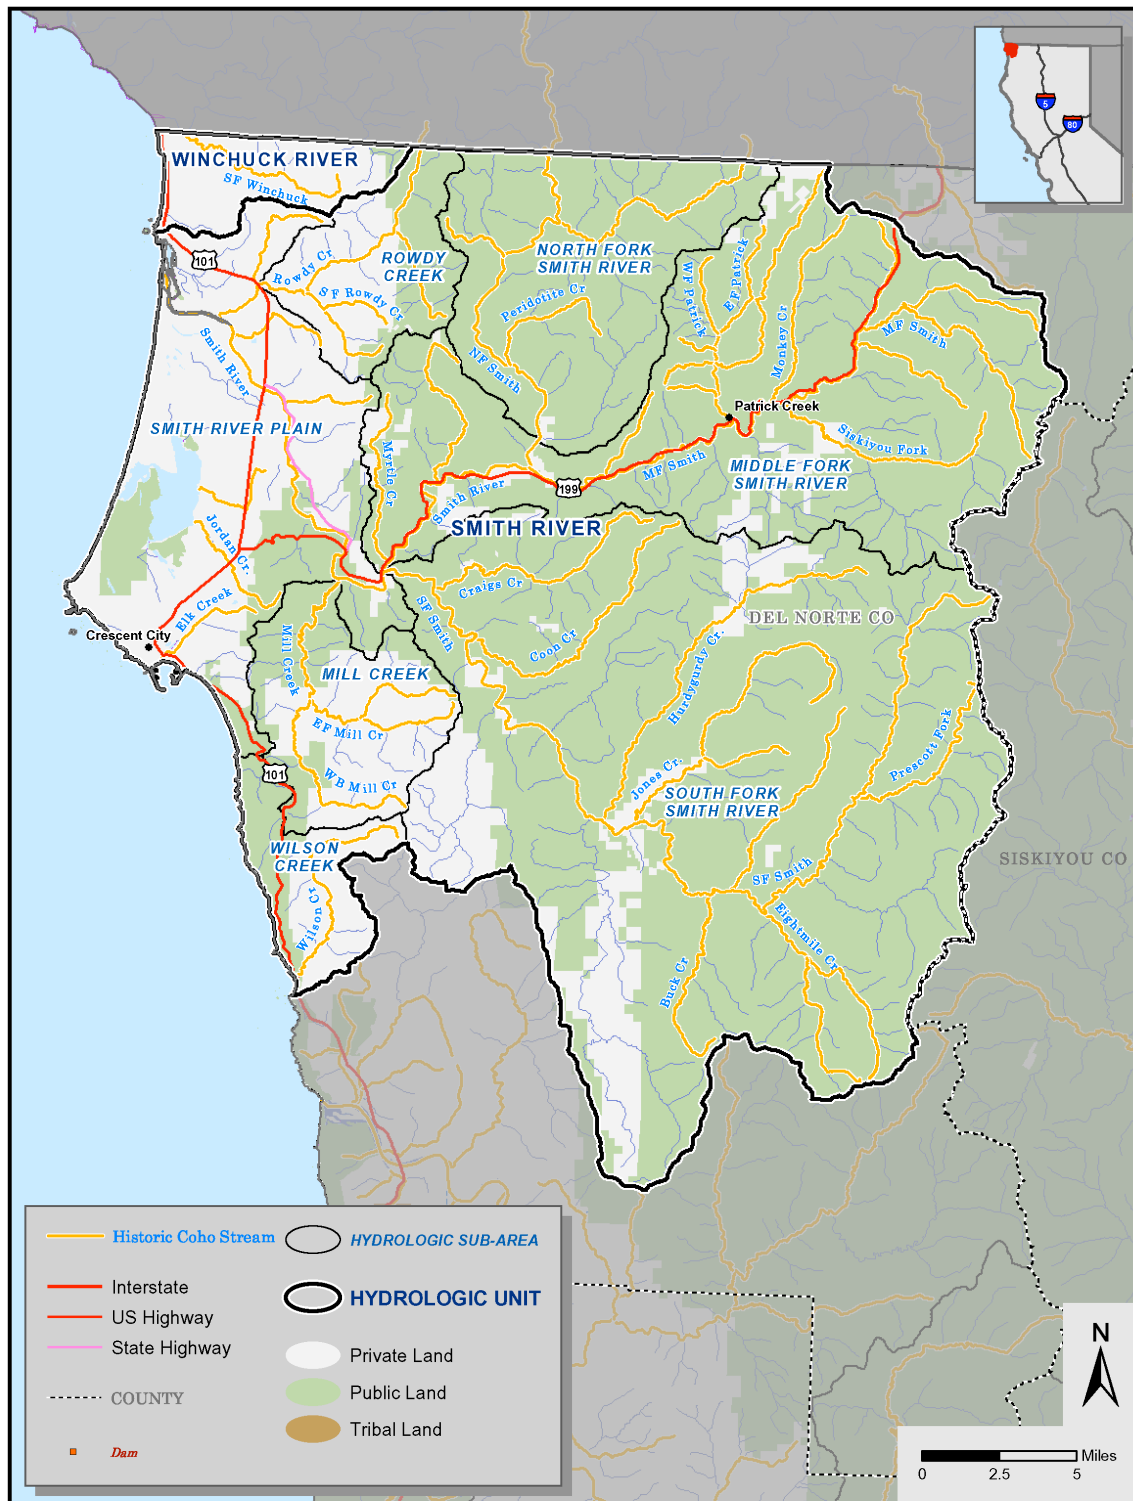 5
80
WINCHUCK RIVER
SF Winchuck
101
Rowdy Cr
ROWDY
CREEK
SF Rowdy Cr
NORTH FORK
SMITH RIVER
Peridotite Cr
WF Patrick
EF Patrick
Monkey Cr
MF Smith
Smith River
NF Smith
Patrick Creek
SMITH RIVER PLAIN
Myrtle Cr
Siskiyou Fork
MF Smith
MIDDLE FORK
SMITH RIVER
199
Smith River
SMITH RIVER
Jordan Cr.
Craigs Cr
SF Smith
Elk Creek
Crescent City
DEL NORTE CO
Coon Cr
Hurdygurdy Cr.
Mill Creek
MILL CREEK
EF Mill Cr
Prescott Fork
101
WB Mill Cr
Jones Cr.
SOUTH FORK
SMITH RIVER
WILSON
CREEK
SISKIYOU CO
SF Smith
Wilson Cr
Eightmile Cr
Buck Cr
Historic Coho Stream
HYDROLOGIC SUB-AREA
Interstate
HYDROLOGIC UNIT
US Highway
State Highway
Private Land
COUNTY
Public Land
Tribal Land
Dam
N
Miles
0
2.5
5